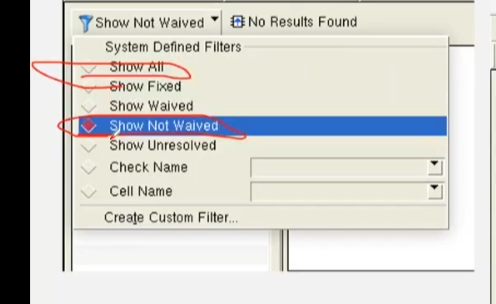 Show Not Waived No Results Found
System Defined Filters
Show All
Show Fixed
Show Waived
Show Not Waived
Show Unresolved
Check Name
Cell Name
Create Custom Filter...